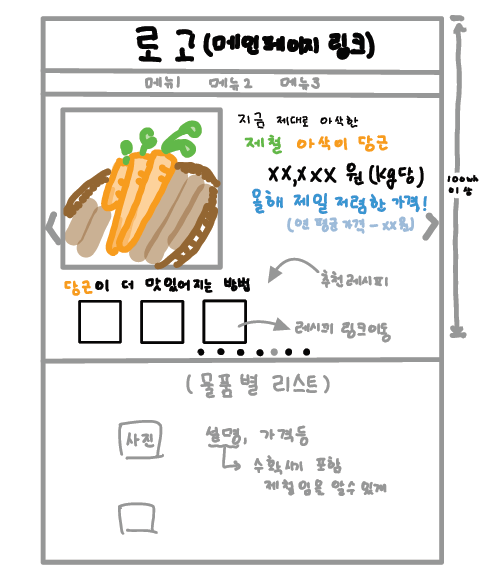 로고 (메인페이지 링크)
메뉴1 메뉴2 메뉴3
지금 제대로 아삭한
제철 아삭이 당근
XX,XXX 원 (kg당)
올해 제일 저렴한 가격!
(연 평균 가격 - XX원)
100vh
이상
당근이 더 맛있어지는 방법
추천레시피
레시피 링크이동
(물품별 리스트)
사진
설명, 가격등
수확시기 포함
제철임을 알수있게